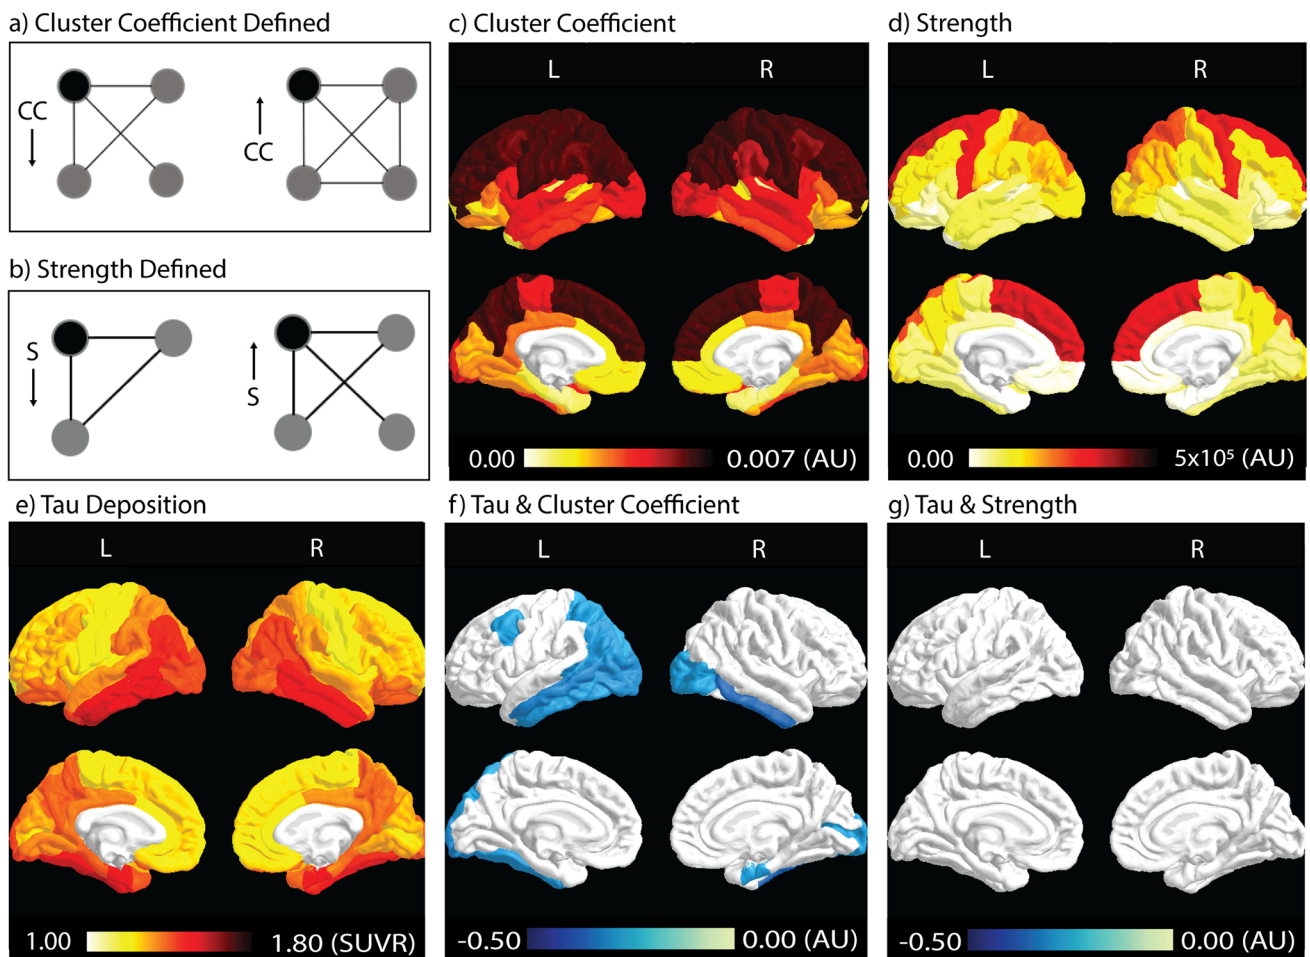 a) Cluster Coefficient Defined
CC
CC
b) Strength Defined
S
S
c) Cluster Coefficient
L R
0.00 0.007 (AU)
d) Strength
L R
0.00 5x10⁵ (AU)
e) Tau Deposition
L R
1.00 1.80 (SUVR)
f) Tau & Cluster Coefficient
L R
-0.50 0.00 (AU)
g) Tau & Strength
L R
-0.50 0.00 (AU)